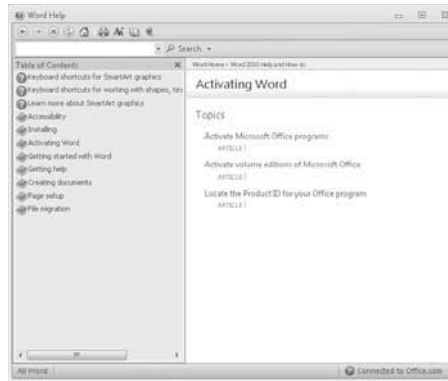 Word Help
Search
Table of Contents
Word Home > Word 2010 Help and How-to
Keyboard shortcuts for SmartArt graphics
Keyboard shortcuts for working with shapes, tex
Learn more about SmartArt graphics
Accessibility
Installing
Activating Word
Getting started with Word
Getting help
Creating documents
Page setup
File migration
Activating Word
Topics
Activate Microsoft Office programs
ARTICLE |
Activate volume editions of Microsoft Office
ARTICLE |
Locate the Product ID for your Office program
ARTICLE |
All Word
Connected to Office.com